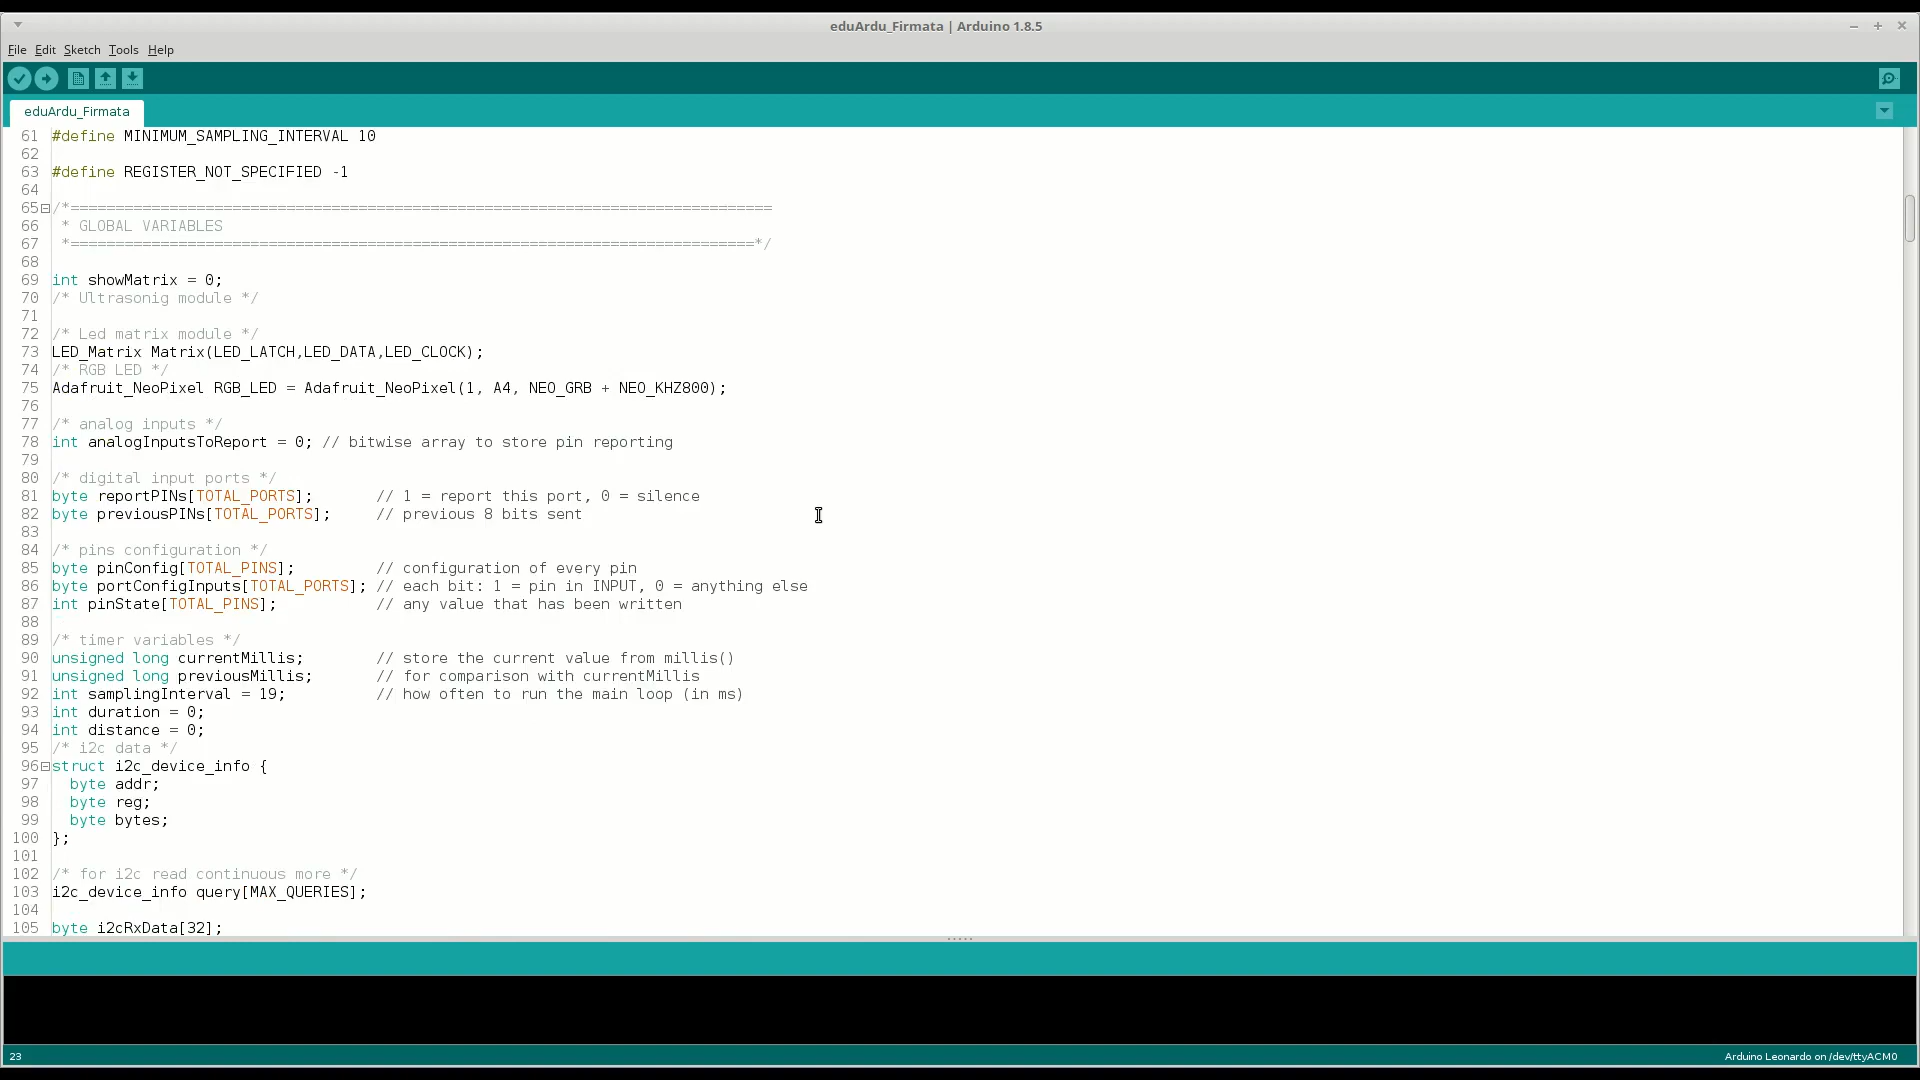 eduArdu_Firmata | Arduino 1.8.5
File Edit Sketch Tools Help
eduArdu_Firmata
61 #define MINIMUM_SAMPLING_INTERVAL 10
62
63 #define REGISTER_NOT_SPECIFIED -1
64
65 /*==============================================================================
66 * GLOBAL VARIABLES
67 *============================================================================*/
68
69 int showMatrix = 0;
70 /* Ultrasonig module */
71
72 /* Led matrix module */
73 LED_Matrix Matrix(LED_LATCH,LED_DATA,LED_CLOCK);
74 /* RGB LED */
75 Adafruit_NeoPixel RGB_LED = Adafruit_NeoPixel(1, A4, NEO_GRB + NEO_KHZ800);
76
77 /* analog inputs */
78 int analogInputsToReport = 0; // bitwise array to store pin reporting
79
80 /* digital input ports */
81 byte reportPINs[TOTAL_PORTS];       // 1 = report this port, 0 = silence
82 byte previousPINs[TOTAL_PORTS];     // previous 8 bits sent
83
84 /* pins configuration */
85 byte pinConfig[TOTAL_PINS];         // configuration of every pin
86 byte portConfigInputs[TOTAL_PORTS]; // each bit: 1 = pin in INPUT, 0 = anything else
87 int pinState[TOTAL_PINS];           // any value that has been written
88
89 /* timer variables */
90 unsigned long currentMillis;        // store the current value from millis()
91 unsigned long previousMillis;       // for comparison with currentMillis
92 int samplingInterval = 19;          // how often to run the main loop (in ms)
93 int duration = 0;
94 int distance = 0;
95 /* i2c data */
96 struct i2c_device_info {
97   byte addr;
98   byte reg;
99   byte bytes;
100 };
101
102 /* for i2c read continuous more */
103 i2c_device_info query[MAX_QUERIES];
104
105 byte i2cRxData[32];
23
Arduino Leonardo on /dev/ttyACM0